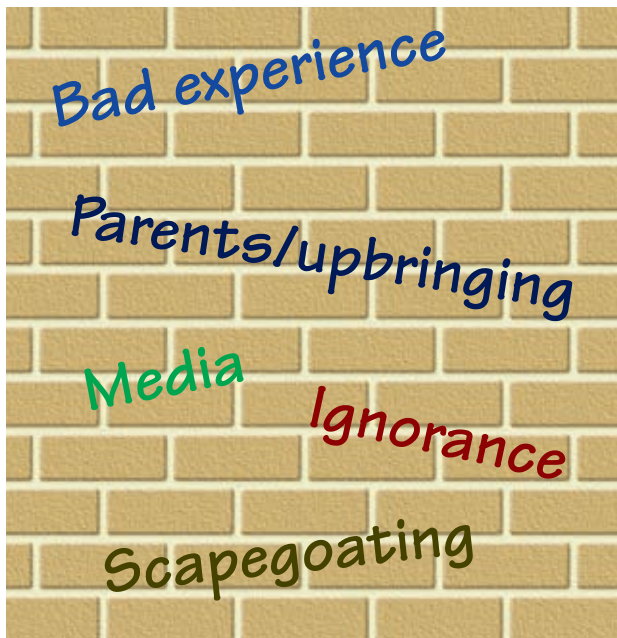 Bad experience
Parents/upbringing
Media
Ignorance
Scapegoating